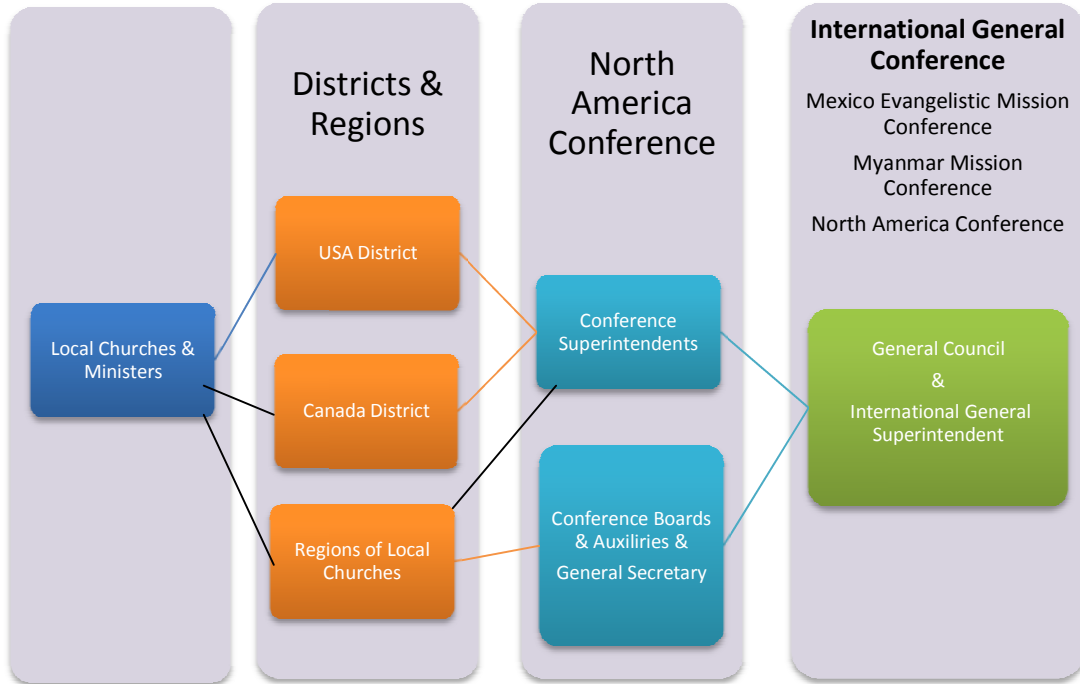 Local Churches &
Ministers
Districts &
Regions
USA District
Canada District
Regions of Local
Churches
North
America
Conference
Conference
Superintendents
Conference Boards
& Auxiliries &
General Secretary
International General
Conference
Mexico Evangelistic Mission
Conference
Myanmar Mission
Conference
North America Conference
General Council
&
International General
Superintendent